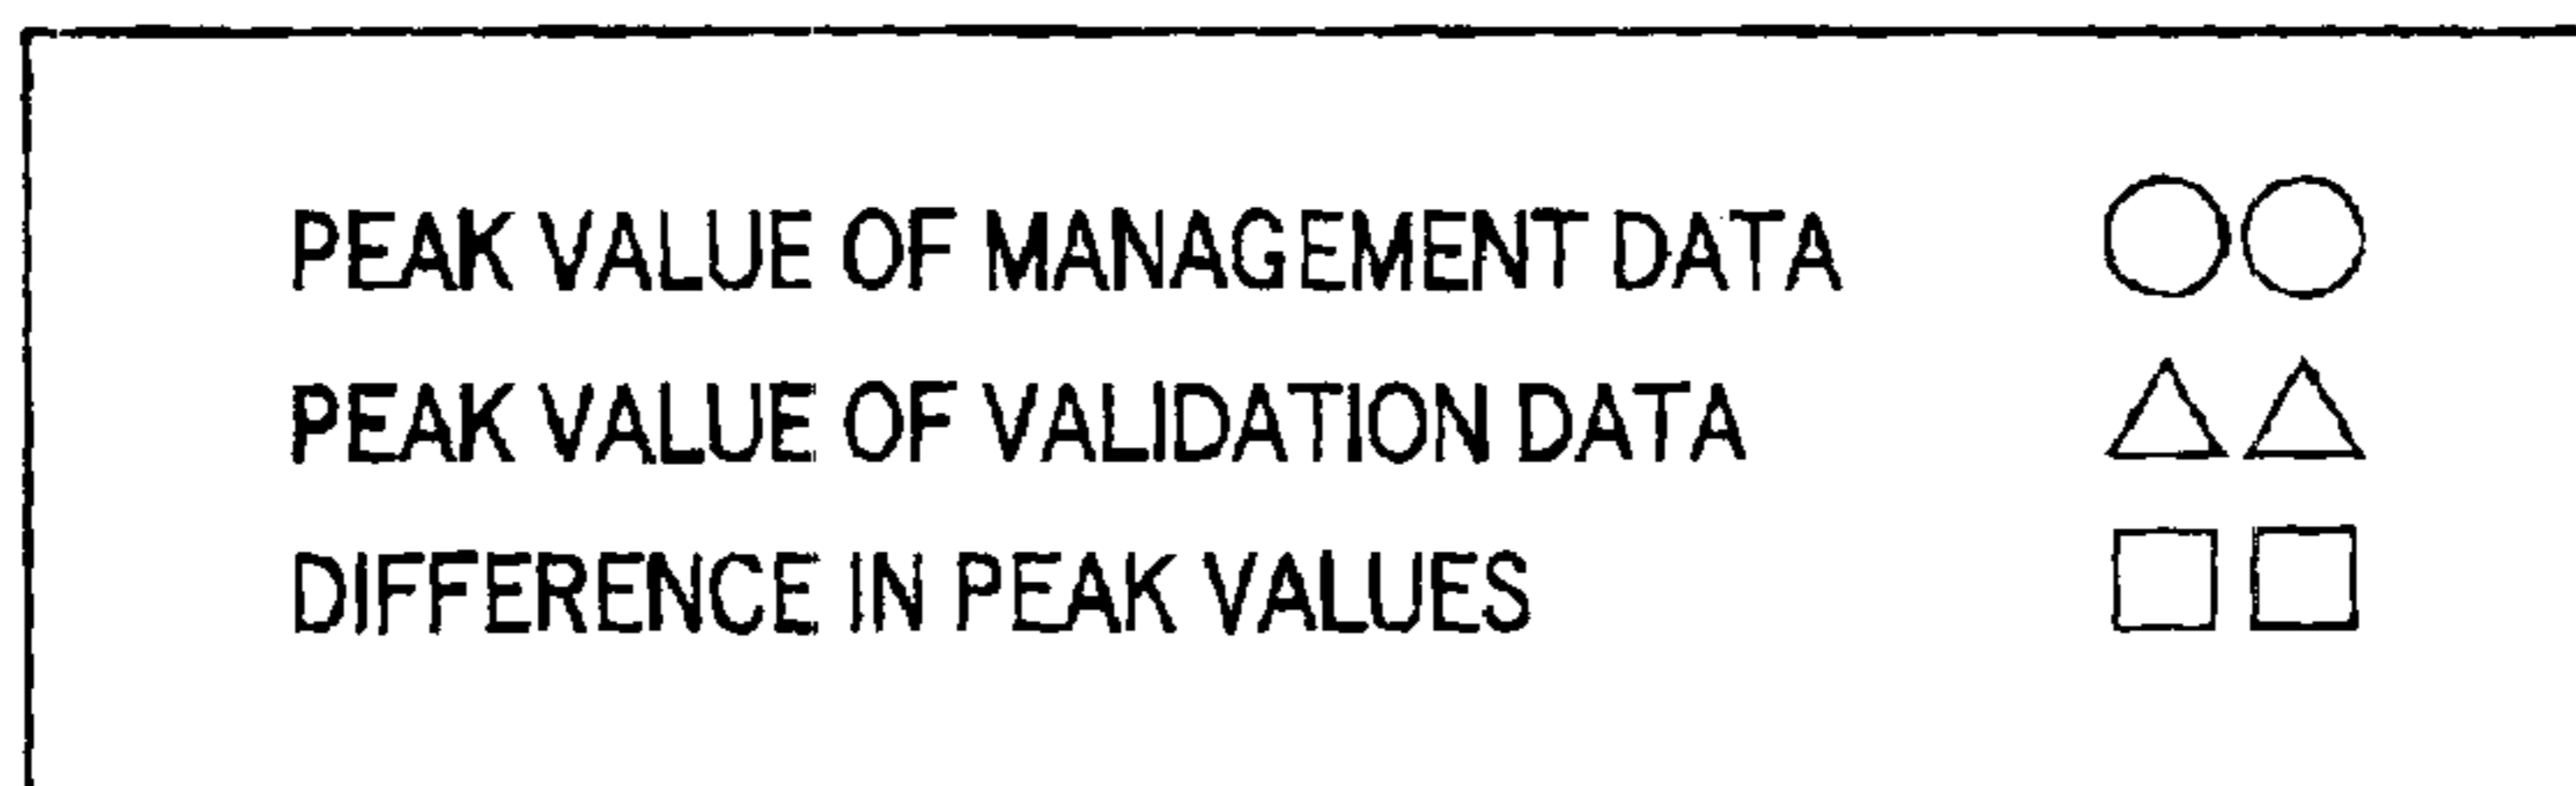 PEAK VALUE OF MANAGEMENT DATA ○○
PEAK VALUE OF VALIDATION DATA △△
DIFFERENCE IN PEAK VALUES □□